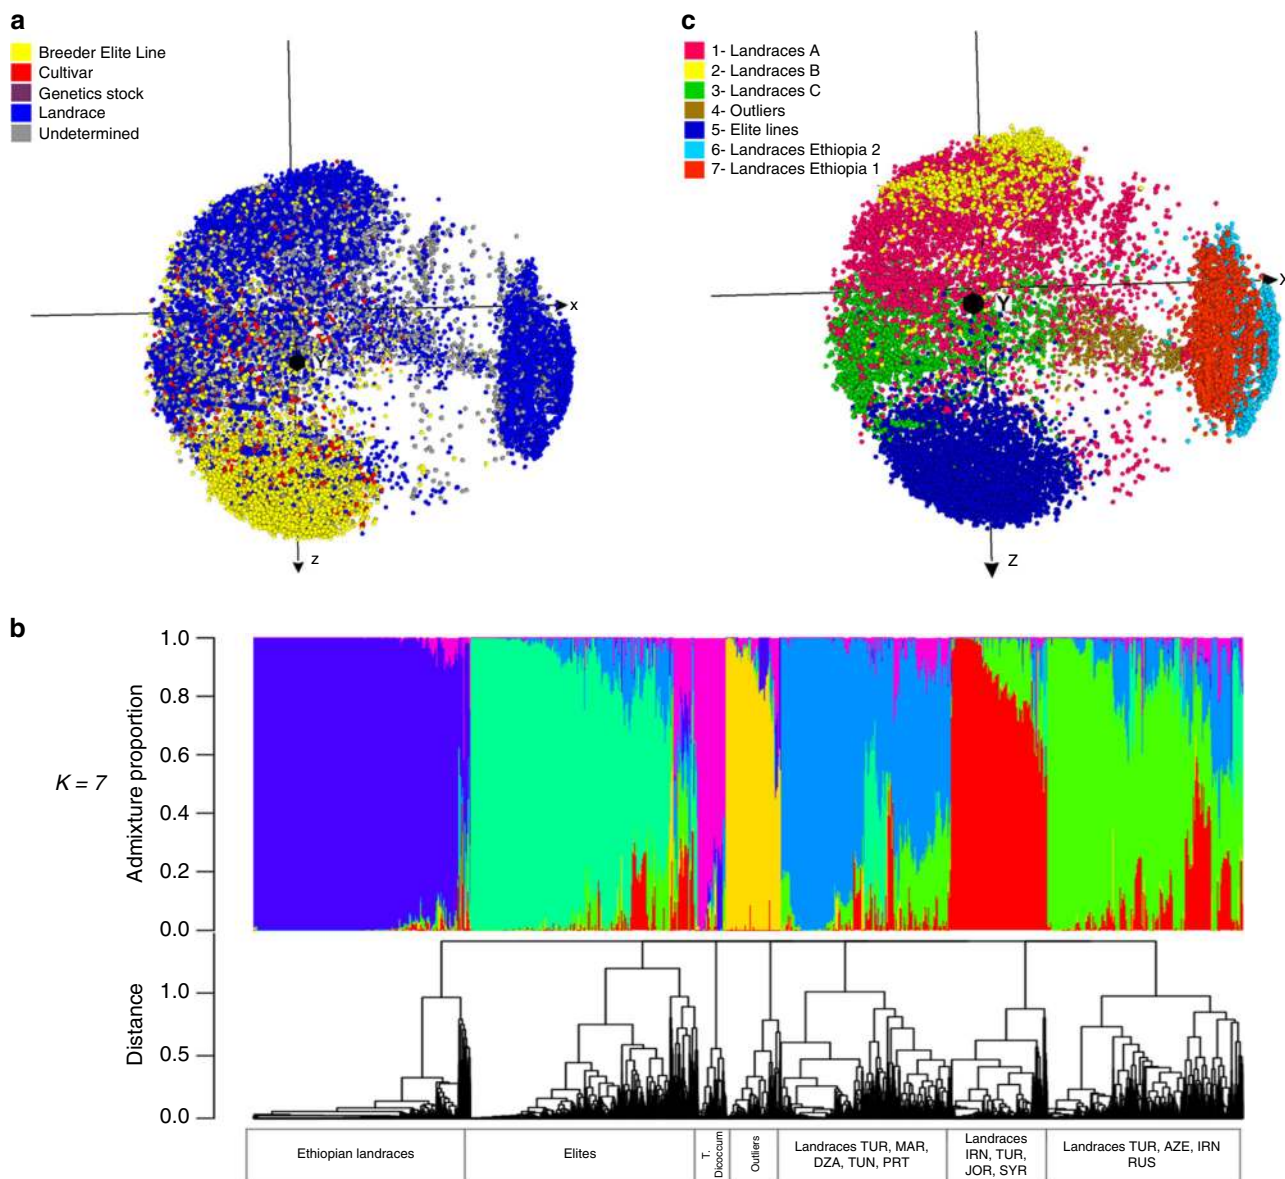 a
Breeder Elite Line
Cultivar
Genetics stock
Landrace
Undetermined
x
Y
z
c
1- Landraces A
2- Landraces B
3- Landraces C
4- Outliers
5- Elite lines
6- Landraces Ethiopia 2
7- Landraces Ethiopia 1
X
Y
Z
b
K = 7
Admixture proportion
1.0
0.8
0.6
0.4
0.2
0.0
Distance
1.0
0.5
0.0
Ethiopian landraces
Elites
T.
Dicoccum
Outliers
Landraces TUR, MAR,
DZA, TUN, PRT
Landraces
IRN, TUR,
JOR, SYR
Landraces TUR, AZE, IRN
RUS